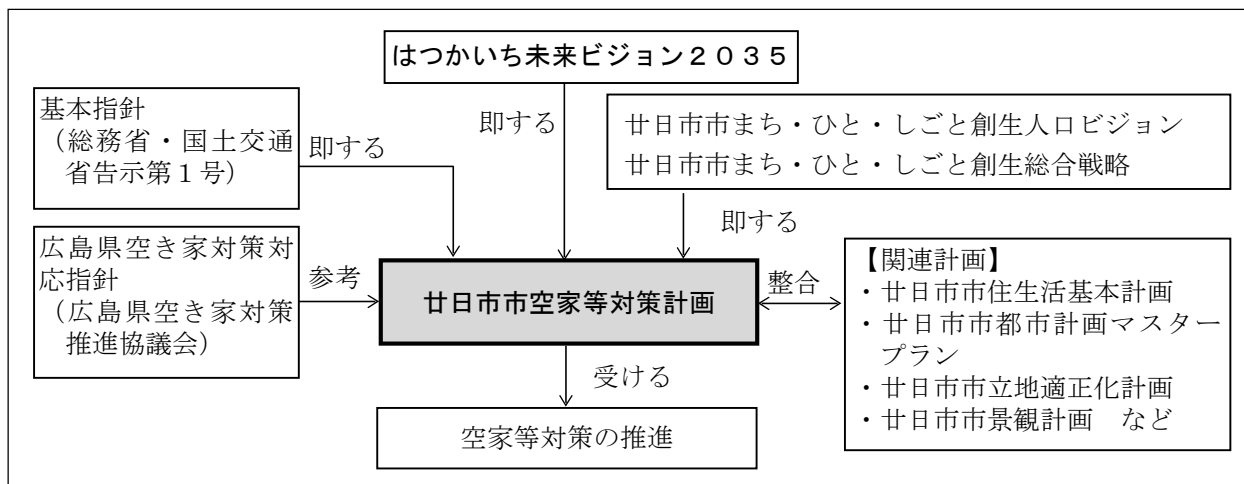 はつかいち未来ビジョン２０３５
基本指針
（総務省・国土交通
省告示第１号）
即する
即する
廿日市市まち・ひと・しごと創生人口ビジョン
廿日市市まち・ひと・しごと創生総合戦略
即する
広島県空き家対策対
応指針
（広島県空き家対策
推進協議会）
参考
廿日市市空家等対策計画
整合
【関連計画】
・廿日市市住生活基本計画
・廿日市市都市計画マスター
プラン
・廿日市市立地適正化計画
・廿日市市景観計画　など
受ける
空家等対策の推進